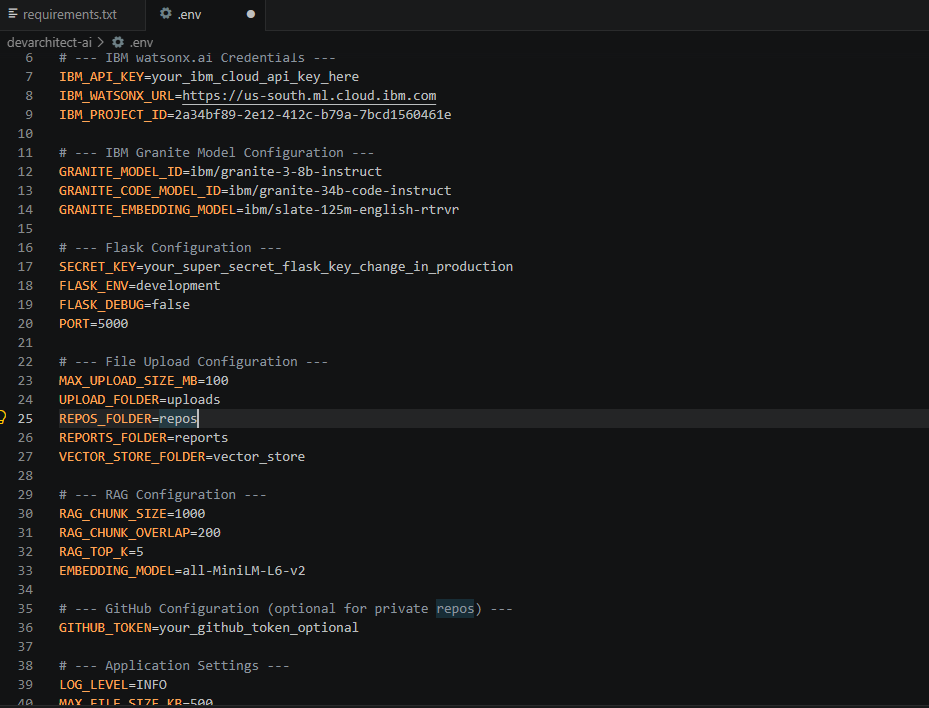 requirements.txt
.env
devarchitect-ai > .env
6 # --- IBM watsonx.ai Credentials ---
7 IBM_API_KEY=your_ibm_cloud_api_key_here
8 IBM_WATSONX_URL=https://us-south.ml.cloud.ibm.com
9 IBM_PROJECT_ID=2a34bf89-2e12-412c-b79a-7bcd1560461e
10
11 # --- IBM Granite Model Configuration ---
12 GRANITE_MODEL_ID=ibm/granite-3-8b-instruct
13 GRANITE_CODE_MODEL_ID=ibm/granite-34b-code-instruct
14 GRANITE_EMBEDDING_MODEL=ibm/slate-125m-english-rtrvr
15
16 # --- Flask Configuration ---
17 SECRET_KEY=your_super_secret_flask_key_change_in_production
18 FLASK_ENV=development
19 FLASK_DEBUG=false
20 PORT=5000
21
22 # --- File Upload Configuration ---
23 MAX_UPLOAD_SIZE_MB=100
24 UPLOAD_FOLDER=uploads
25 REPOS_FOLDER=repos
26 REPORTS_FOLDER=reports
27 VECTOR_STORE_FOLDER=vector_store
28
29 # --- RAG Configuration ---
30 RAG_CHUNK_SIZE=1000
31 RAG_CHUNK_OVERLAP=200
32 RAG_TOP_K=5
33 EMBEDDING_MODEL=all-MiniLM-L6-v2
34
35 # --- GitHub Configuration (optional for private repos) ---
36 GITHUB_TOKEN=your_github_token_optional
37
38 # --- Application Settings ---
39 LOG_LEVEL=INFO
40 MAX_FILE_SIZE_KB=500